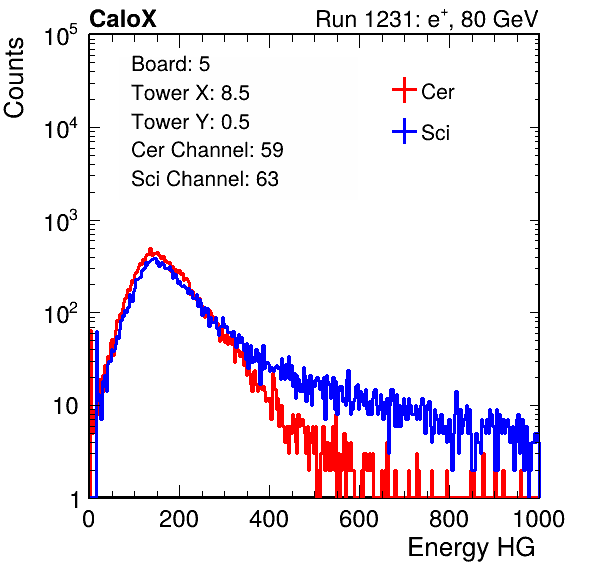 CaloX Run 1231: e⁺, 80 GeV
Board: 5
Tower X: 8.5
Tower Y: 0.5
Cer Channel: 59
Sci Channel: 63
Cer
Sci
Counts
10⁵
10⁴
10³
10²
10
1
0 200 400 600 800 1000
Energy HG